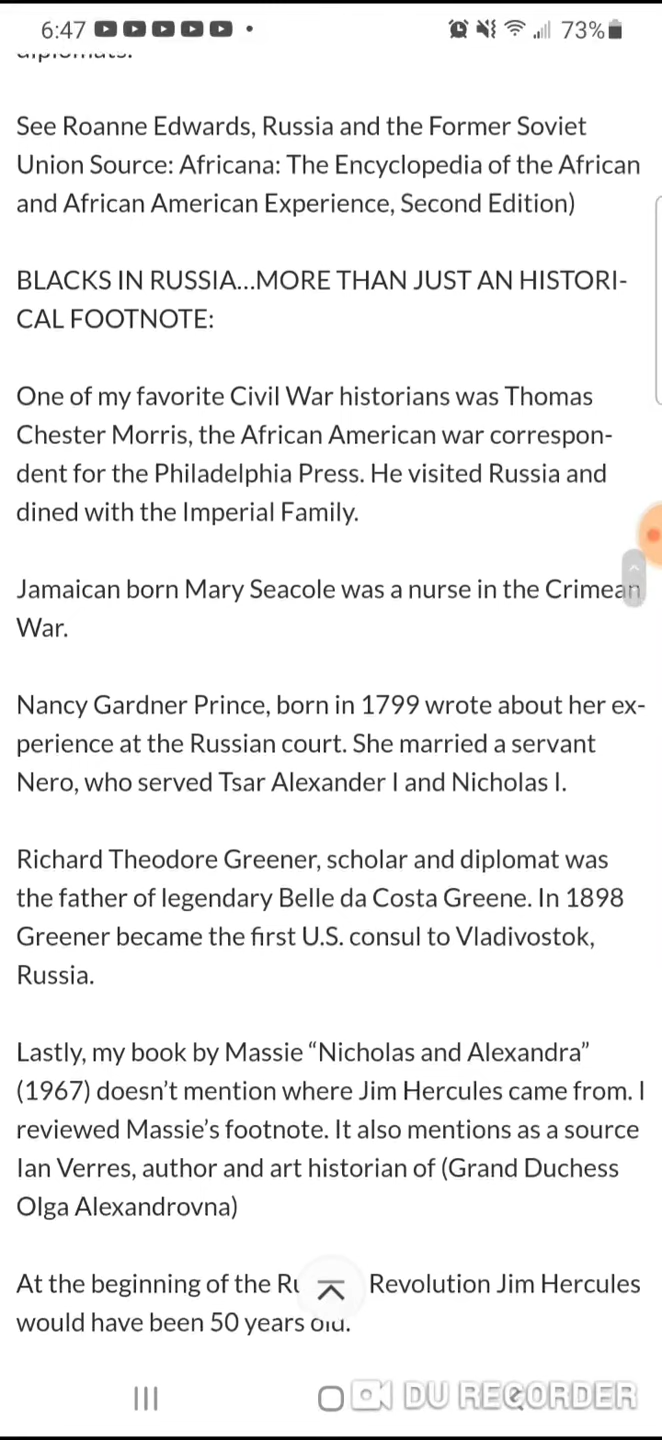 6:47
73%
See Roanne Edwards, Russia and the Former Soviet
Union Source: Africana: The Encyclopedia of the African
and African American Experience, Second Edition)
BLACKS IN RUSSIA...MORE THAN JUST AN HISTORI-
CAL FOOTNOTE:
One of my favorite Civil War historians was Thomas
Chester Morris, the African American war correspon-
dent for the Philadelphia Press. He visited Russia and
dined with the Imperial Family.
Jamaican born Mary Seacole was a nurse in the Crimean
War.
Nancy Gardner Prince, born in 1799 wrote about her ex-
perience at the Russian court. She married a servant
Nero, who served Tsar Alexander I and Nicholas I.
Richard Theodore Greener, scholar and diplomat was
the father of legendary Belle da Costa Greene. In 1898
Greener became the first U.S. consul to Vladivostok,
Russia.
Lastly, my book by Massie “Nicholas and Alexandra”
(1967) doesn’t mention where Jim Hercules came from. I
reviewed Massie’s footnote. It also mentions as a source
Ian Verres, author and art historian of (Grand Duchess
Olga Alexandrovna)
At the beginning of the Revolution Jim Hercules
would have been 50 years old.
DU RECORDER